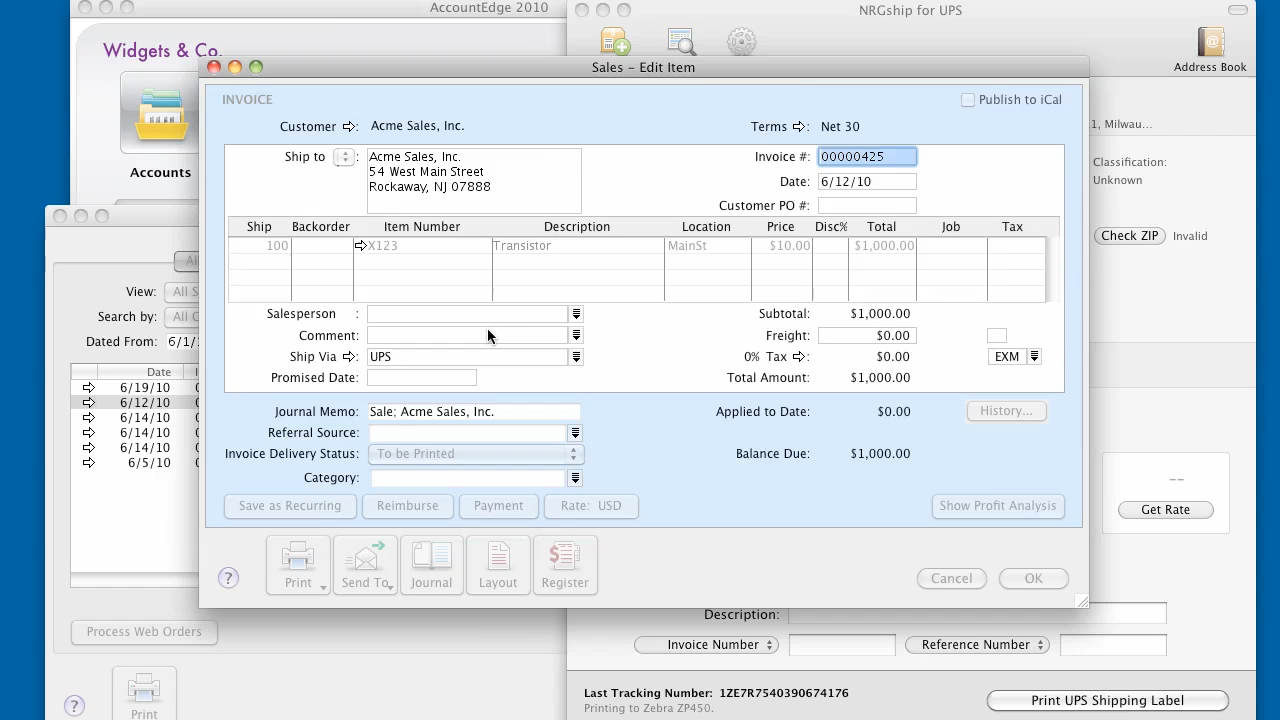 AccountEdge 2010
NRGship for UPS
Widgets & Co.
Address Book
Accounts
Sales – Edit Item
INVOICE
Publish to iCal
Customer : Acme Sales, Inc.
Terms : Net 30
Ship to : Acme Sales, Inc.
54 West Main Street
Rockaway, NJ 07888
Invoice #: 00000425
Date: 6/12/10
Customer PO #:
Ship Backorder Item Number Description Location Price Disc% Total Job Tax
100 X123 Transistor MainSt $10.00 $1,000.00
Salesperson :
Subtotal: $1,000.00
Comment:
Freight: $0.00
Ship Via : UPS
0% Tax : $0.00 EXM
Promised Date:
Total Amount: $1,000.00
Journal Memo: Sale; Acme Sales, Inc.
Applied to Date: $0.00 History...
Referral Source:
Invoice Delivery Status: To be Printed
Balance Due: $1,000.00
Category:
Save as Recurring Reimburse Payment Rate: USD Show Profit Analysis
? Print Send To Journal Layout Register Cancel OK
1, Milwau...
Classification:
Unknown
Check ZIP Invalid
--
Get Rate
View: All S
Search by: All C
Dated From: 6/1/
Date
6/19/10
6/12/10
6/14/10
6/14/10
6/14/10
6/5/10
Process Web Orders
? Print
Description:
Invoice Number Reference Number
Last Tracking Number: 1ZE7R7540390674176
Printing to Zebra ZP450.
Print UPS Shipping Label